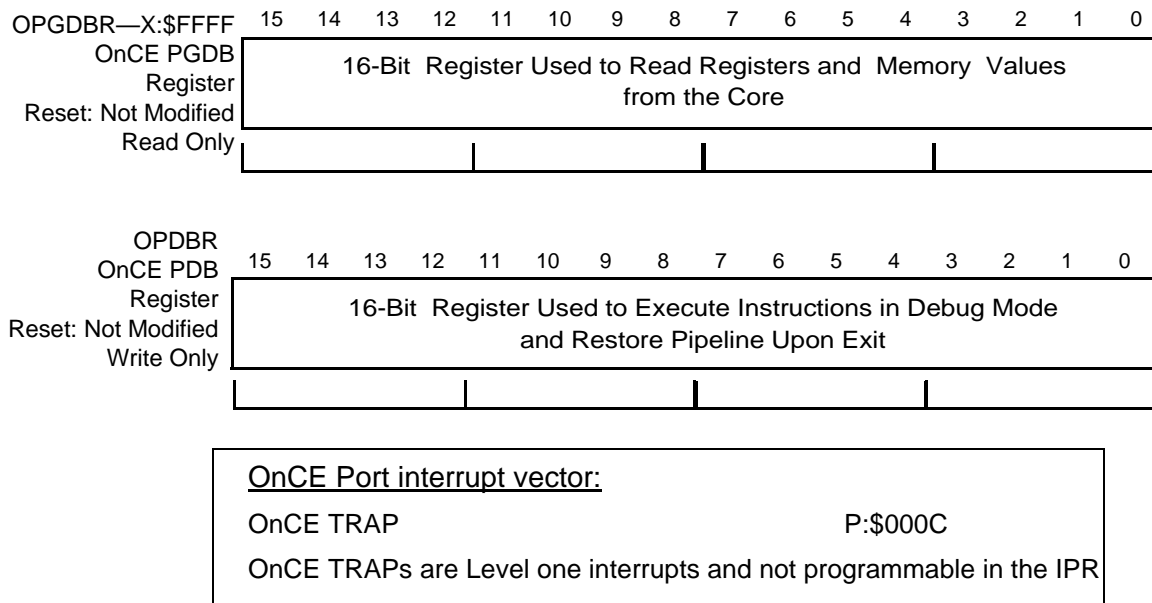 OPGDBR—X:$FFFF 15 14 13 12 11 10 9 8 7 6 5 4 3 2 1 0
OnCE PGDB
Register
Reset: Not Modified
Read Only
16-Bit Register Used to Read Registers and Memory Values
from the Core
OPDBR
OnCE PDB
Register
Reset: Not Modified
Write Only
15 14 13 12 11 10 9 8 7 6 5 4 3 2 1 0
16-Bit Register Used to Execute Instructions in Debug Mode
and Restore Pipeline Upon Exit
OnCE Port interrupt vector:
OnCE TRAP P:$000C
OnCE TRAPs are Level one interrupts and not programmable in the IPR